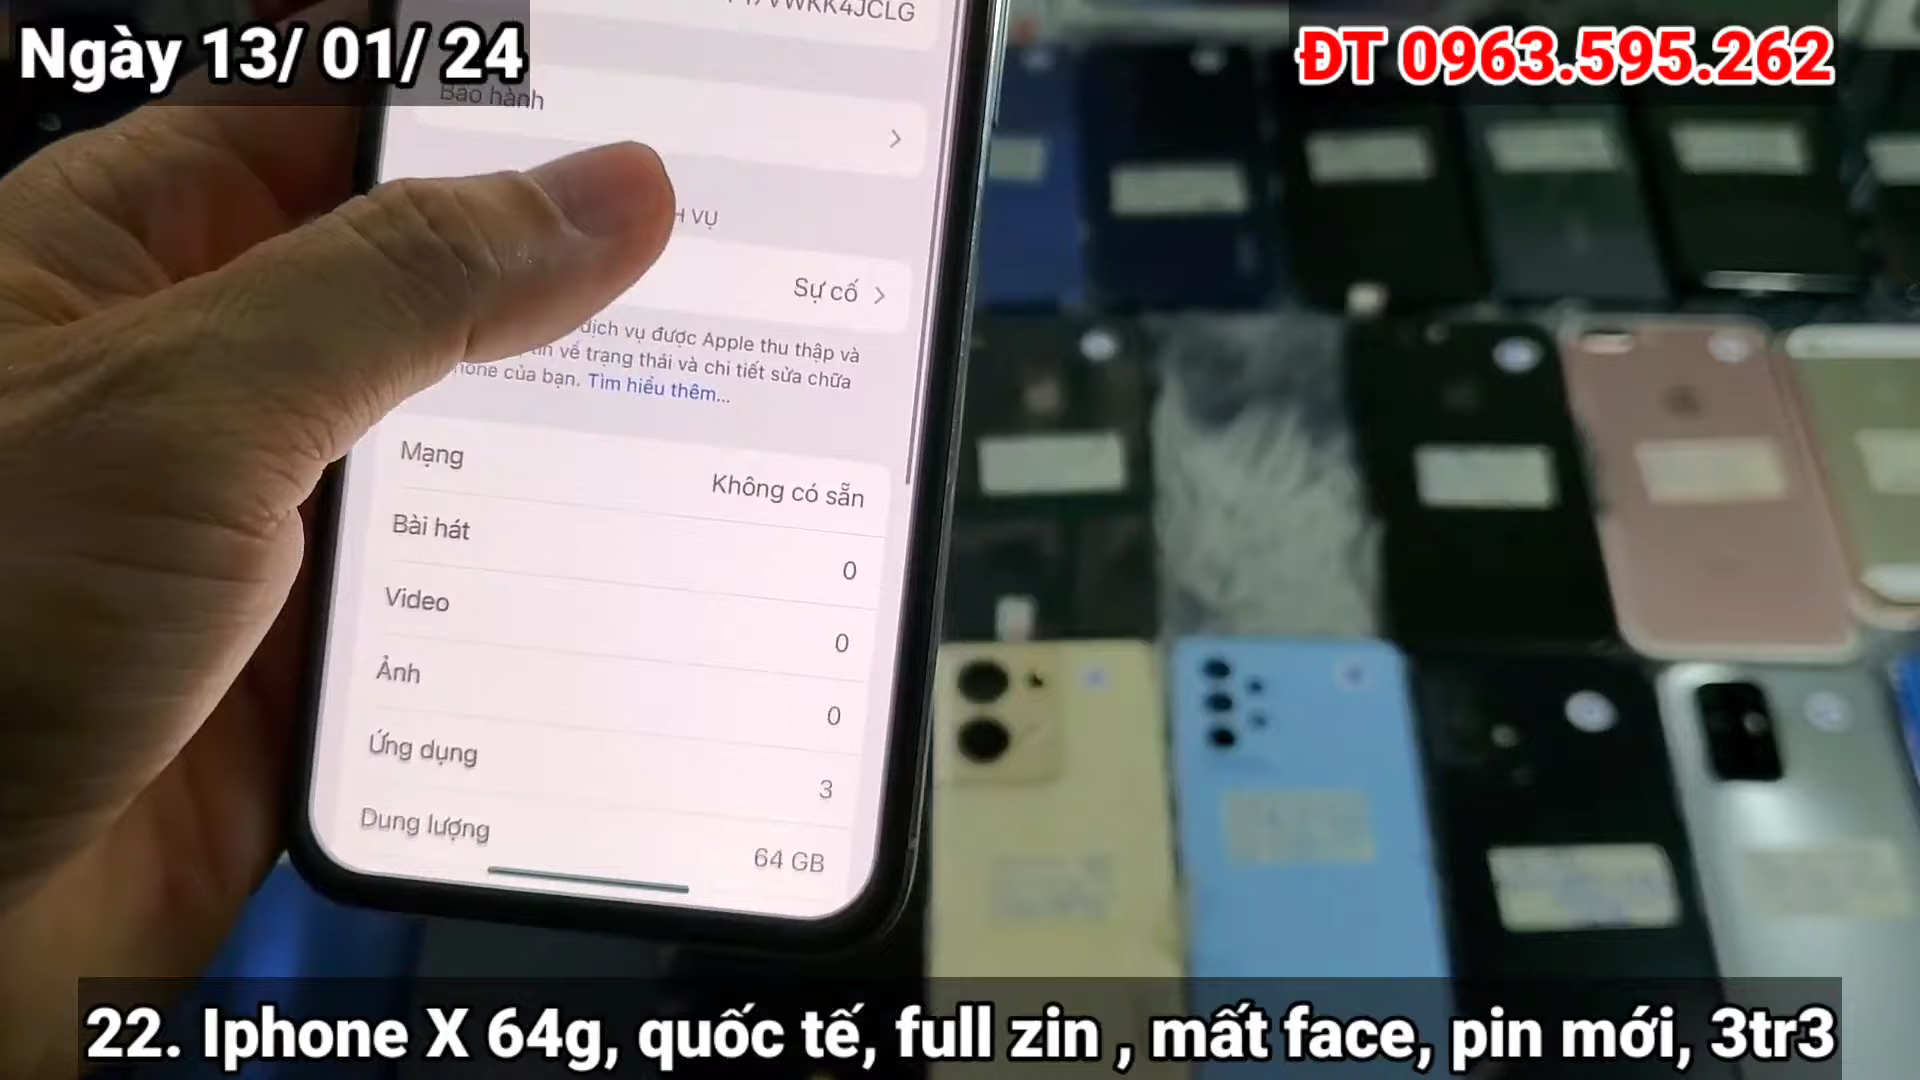 Ngày 13/ 01/ 24
ĐT 0963.595.262
Bảo hành
VỤ
Sự cố
dịch vụ được Apple thu thập và
về trạng thái và chi tiết sửa chữa
của bạn. Tìm hiểu thêm...
Mạng
Không có sẵn
Bài hát
0
Video
0
Ảnh
0
Ứng dụng
3
Dung lượng
64 GB
22. Iphone X 64g, quốc tế, full zin , mất face, pin mới, 3tr3